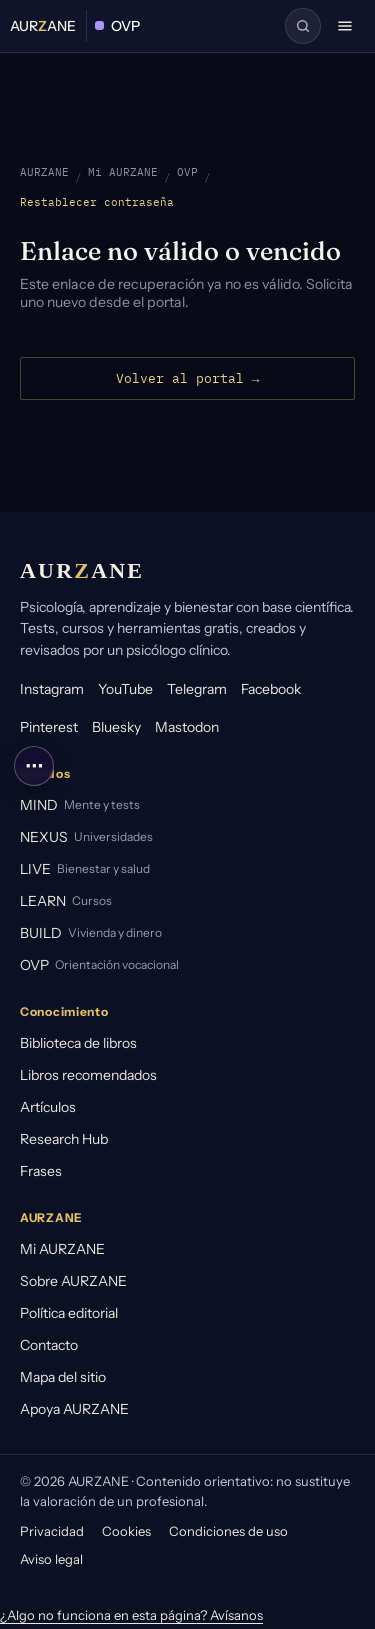 AURZANE OVP
AURZANE / Mi AURZANE / OVP /
Restablecer contraseña
Enlace no válido o vencido
Este enlace de recuperación ya no es válido. Solicita
uno nuevo desde el portal.
Volver al portal →
AURZANE
Psicología, aprendizaje y bienestar con base científica.
Tests, cursos y herramientas gratis, creados y
revisados por un psicólogo clínico.
Instagram YouTube Telegram Facebook
Pinterest Bluesky Mastodon
MIND Mente y tests
NEXUS Universidades
LIVE Bienestar y salud
LEARN Cursos
BUILD Vivienda y dinero
OVP Orientación vocacional
Conocimiento
Biblioteca de libros
Libros recomendados
Artículos
Research Hub
Frases
AURZANE
Mi AURZANE
Sobre AURZANE
Política editorial
Contacto
Mapa del sitio
Apoya AURZANE
© 2026 AURZANE · Contenido orientativo: no sustituye
la valoración de un profesional.
Privacidad Cookies Condiciones de uso
Aviso legal
¿Algo no funciona en esta página? Avísanos